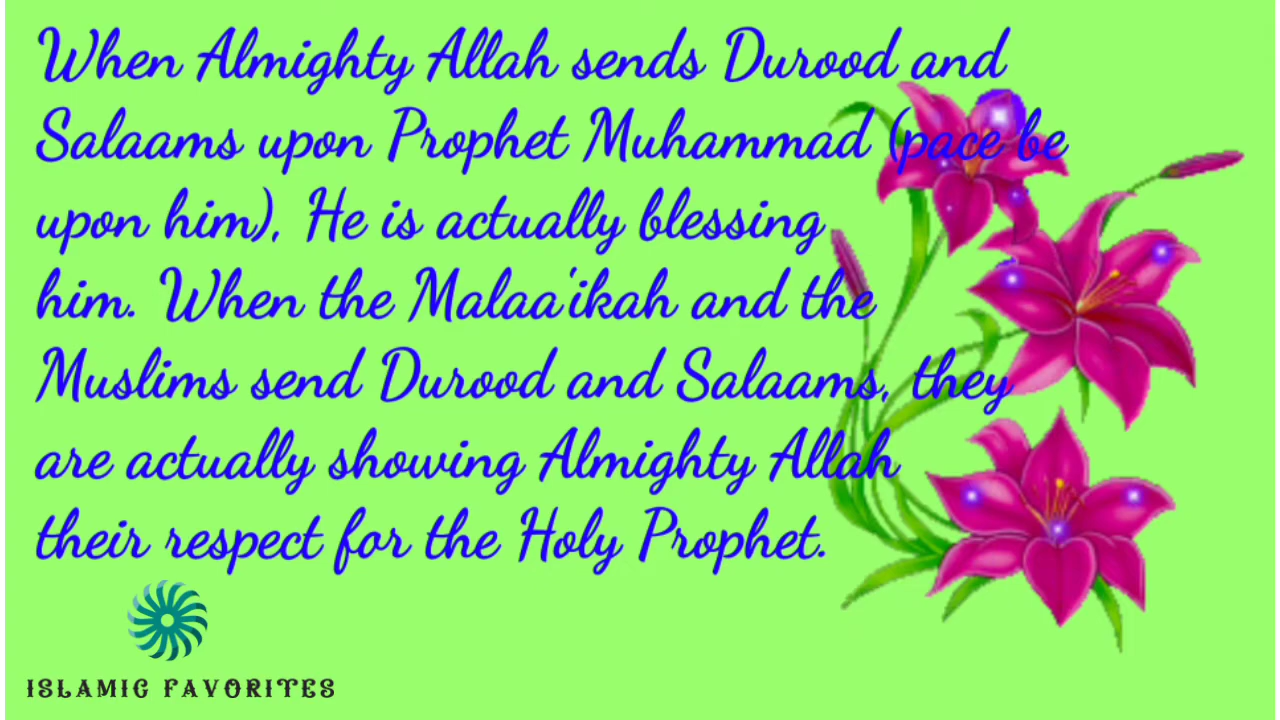 When Almighty Allah sends Durood and
Salaams upon Prophet Muhammad (pace be
upon him), He is actually blessing
him. When the Malaa'ikah and the
Muslims send Durood and Salaams, they
are actually showing Almighty Allah
their respect for the Holy Prophet.
ISLAMIC FAVORITES